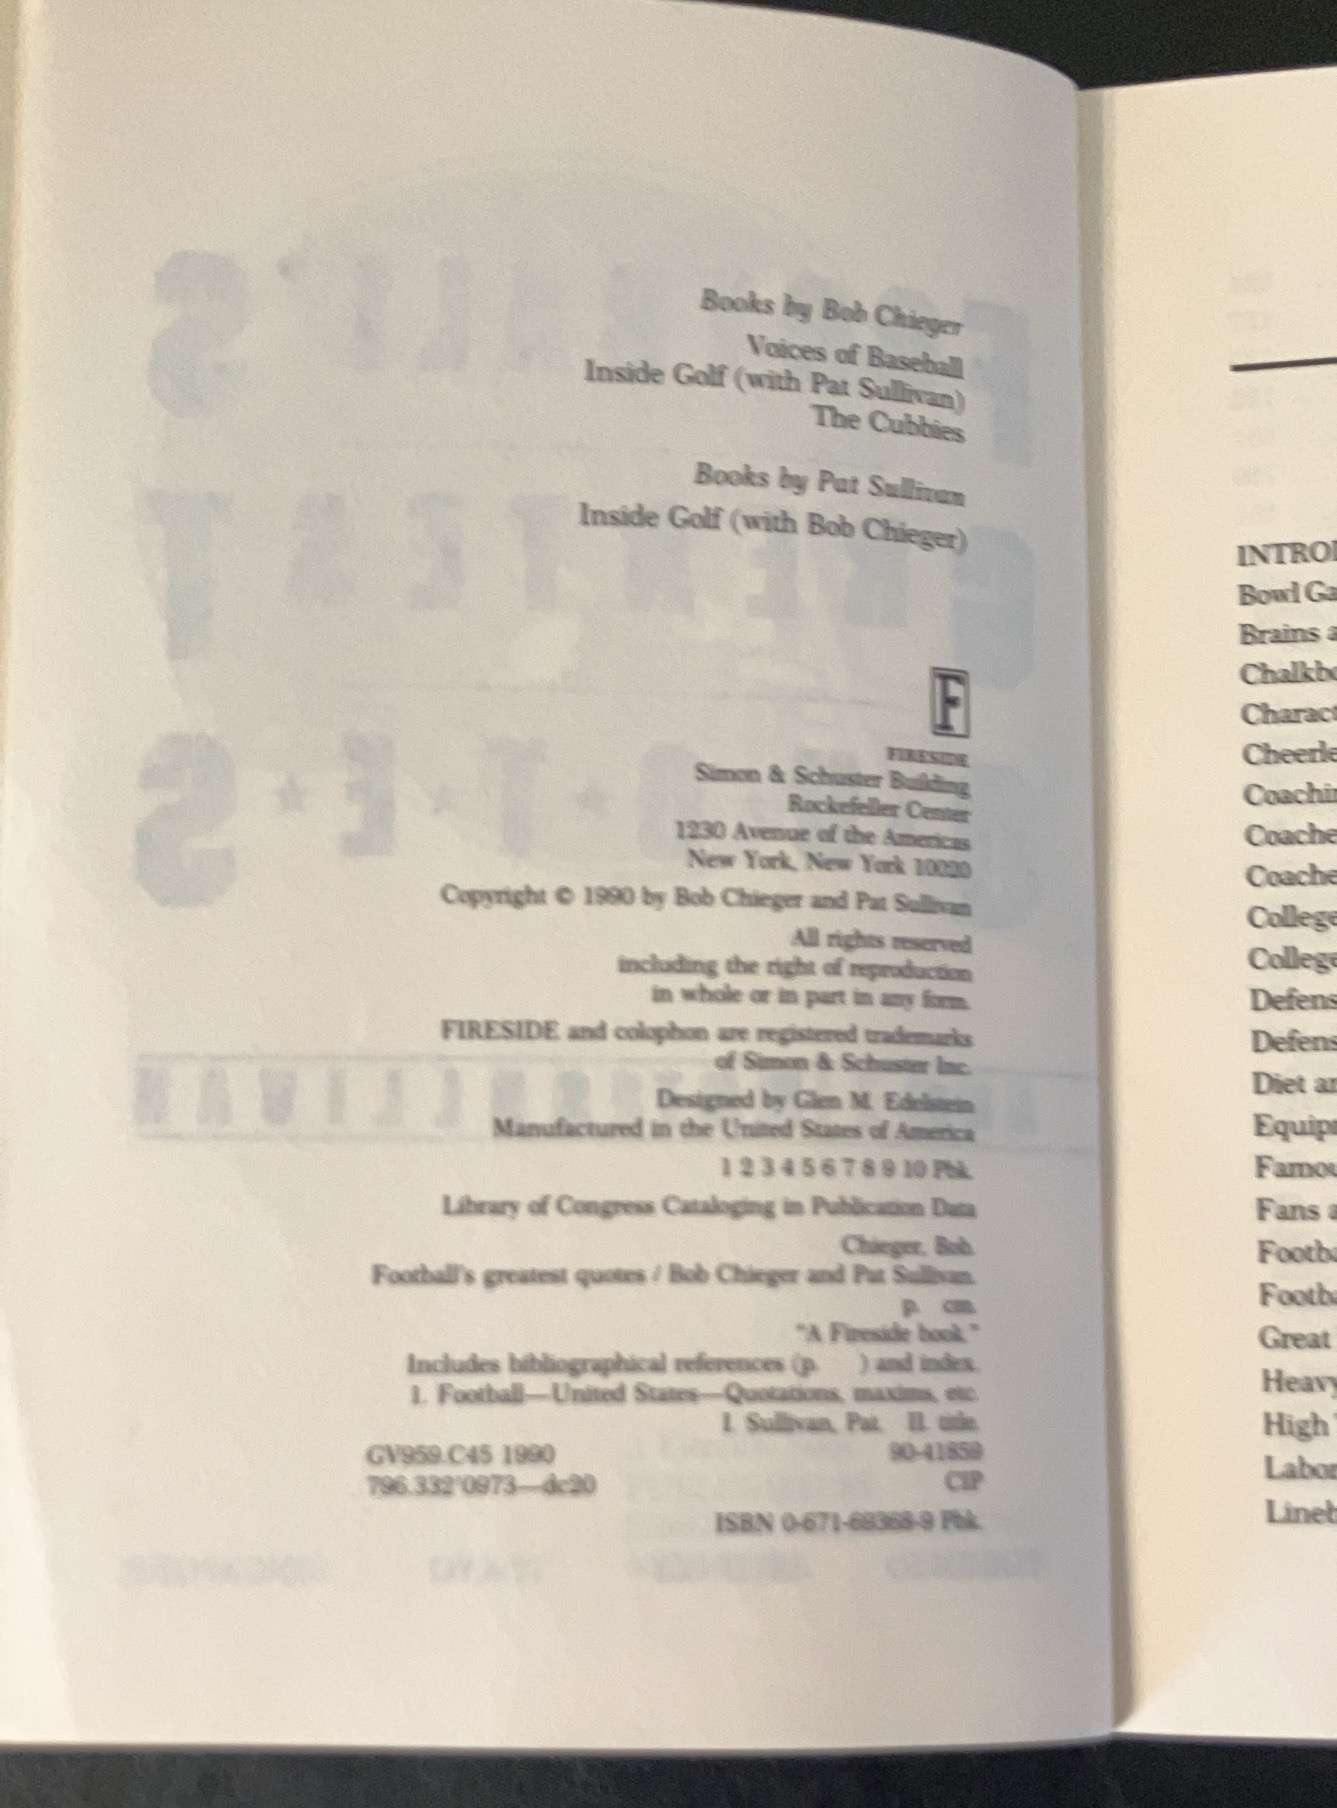 Books by Bob Chieger
Voices of Baseball
Inside Golf (with Pat Sullivan)
The Cubbies
Books by Pat Sullivan
Inside Golf (with Bob Chieger)
F
FIRESIDE
Simon & Schuster Building
Rockefeller Center
1230 Avenue of the Americas
New York, New York 10020
Copyright © 1990 by Bob Chieger and Pat Sullivan
All rights reserved
including the right of reproduction
in whole or in part in any form.
FIRESIDE and colophon are registered trademarks
of Simon & Schuster Inc.
Designed by Glen M. Edelstein
Manufactured in the United States of America
1 2 3 4 5 6 7 8 9 10 Pbk.
Library of Congress Cataloging in Publication Data
Chieger, Bob.
Football's greatest quotes / Bob Chieger and Pat Sullivan.
p. cm.
"A Fireside book."
Includes bibliographical references (p. ) and index.
1. Football—United States—Quotations, maxims, etc.
I. Sullivan, Pat. II. title.
GV959.C45 1990 90-41859
796.332'0973—dc20 CIP
ISBN 0-671-69368-9 Pbk.
INTROD
Bowl Ga
Brains a
Chalkbo
Charact
Cheerle
Coachin
Coache
Coache
College
College
Defens
Defens
Diet an
Equipm
Famou
Fans a
Footba
Footba
Great
Heavy
High
Labor
Lineb